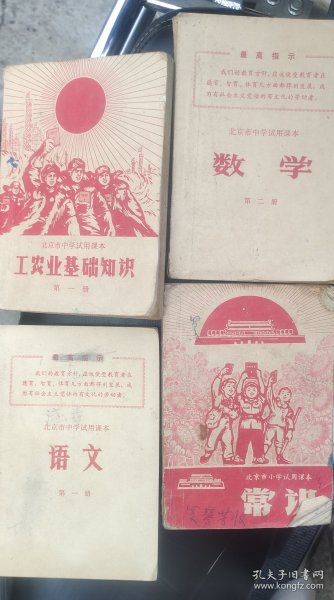 北京市中学试用课本
工农业基础知识
第一册
最高指示
我们的教育方针，应该使受教育者在
德育、智育、体育几方面都得到发展，成
为有社会主义觉悟的有文化的劳动者。
北京市中学试用课本
数学
第二册
最高指示
我们的教育方针，应该使受教育者在
德育、智育、体育几方面都得到发展，成
为有社会主义觉悟的有文化的劳动者。
北京市中学试用课本
语文
第一册
北京市小学试用课本
常识
孔夫子旧书网